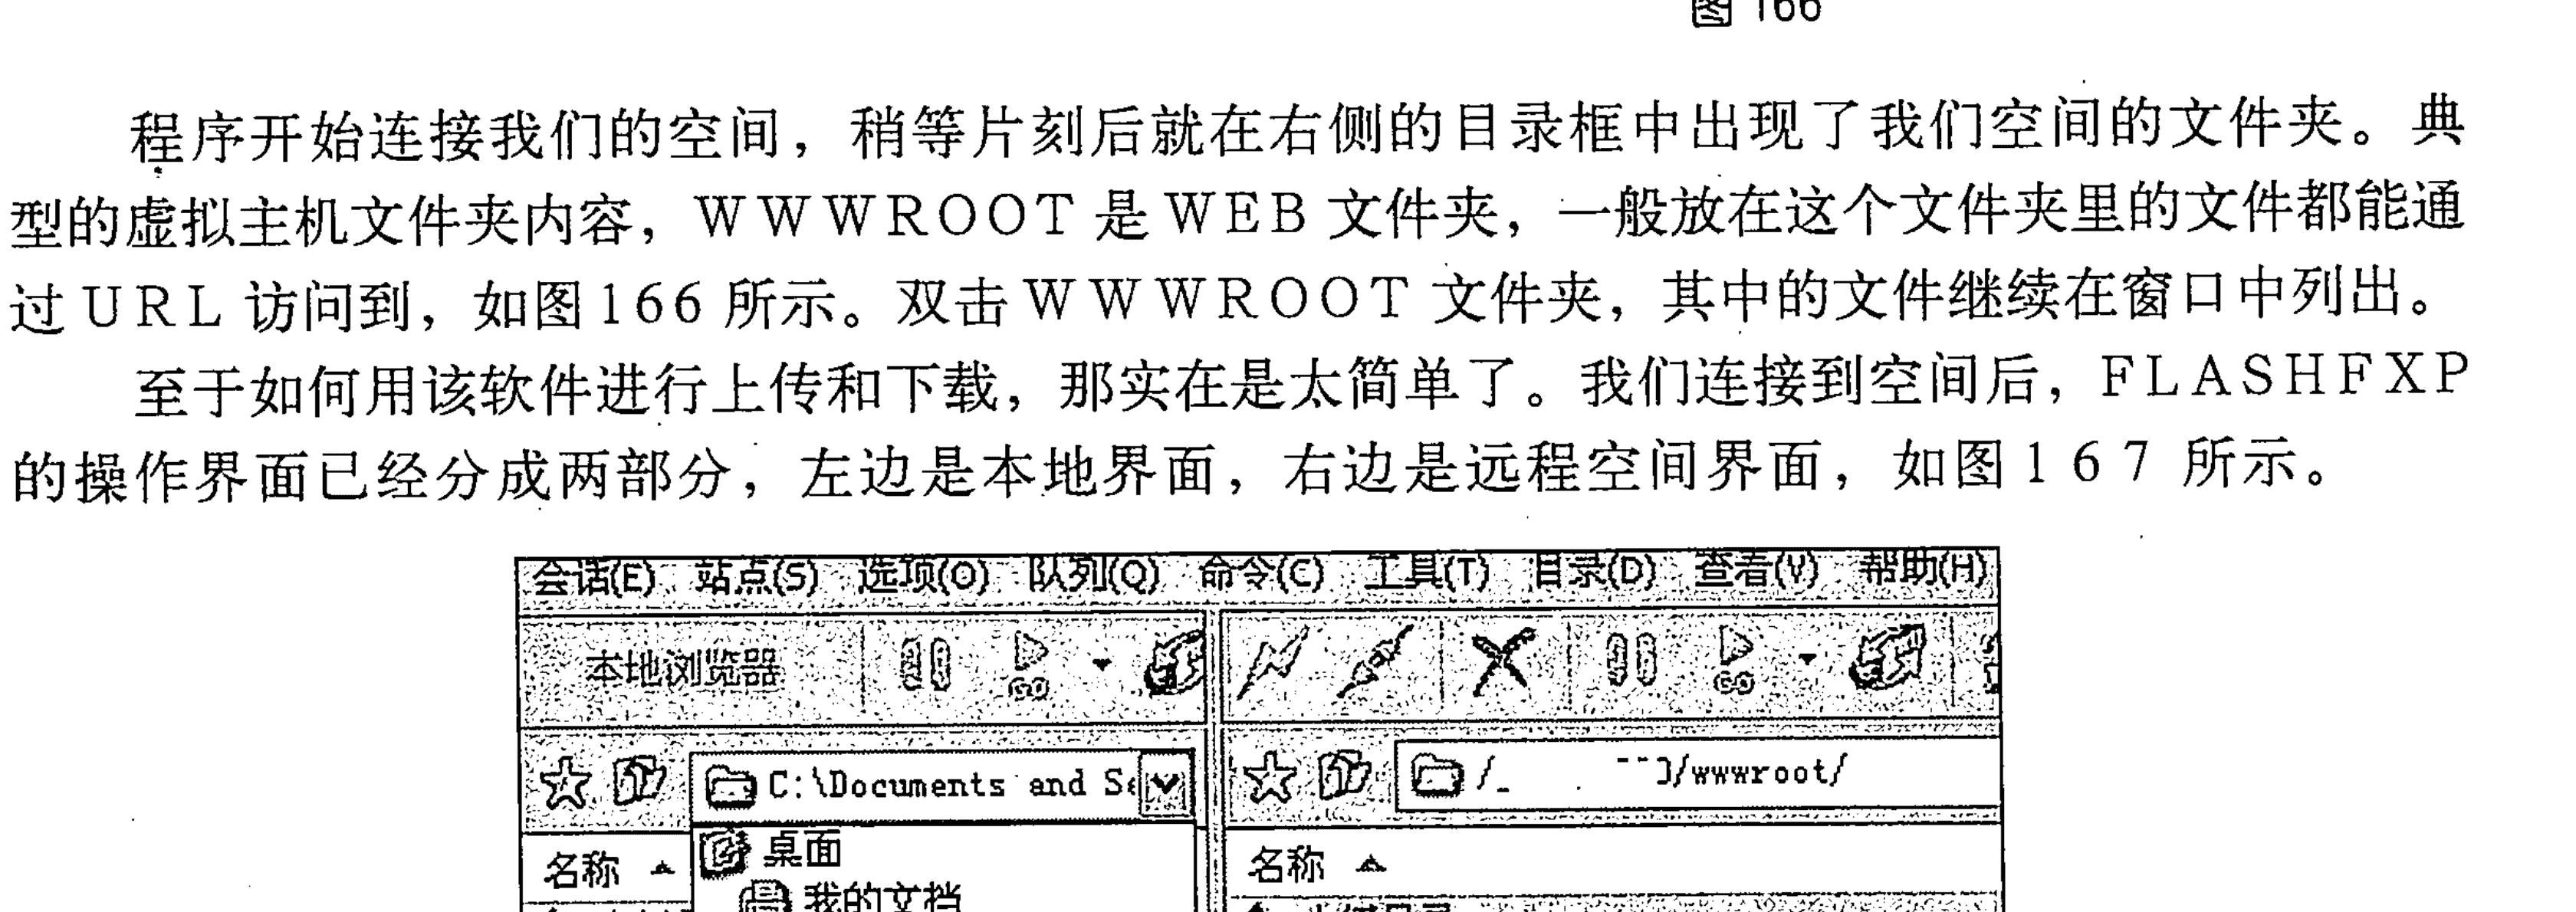 图 166
程序开始连接我们的空间，稍等片刻后就在右侧的目录框中出现了我们空间的文件夹。典
型的虚拟主机文件夹内容，WWWROOT 是 WEB 文件夹，一般放在这个文件夹里的文件都能通
过 URL 访问到，如图166 所示。双击 WWWROOT 文件夹，其中的文件继续在窗口中列出。
至于如何用该软件进行上传和下载，那实在是太简单了。我们连接到空间后，FLASHFXP
的操作界面已经分成两部分，左边是本地界面，右边是远程空间界面，如图167 所示。
会话(E) 站点(S) 选项(O) 队列(Q) 命令(C) 工具(T) 目录(D) 查看(V) 帮助(H)
本地浏览器 GO GO
C:\Documents and S /wwwroot/
桌面
名称 名称
我的文档